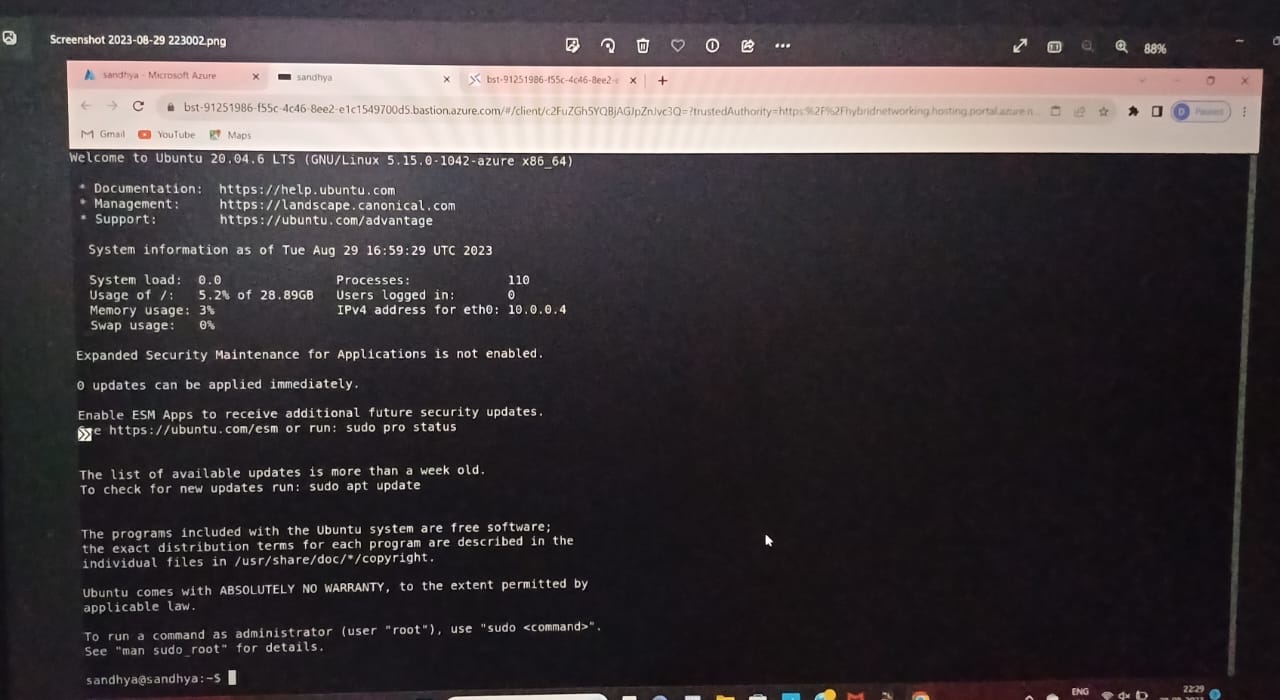 Screenshot 2023-08-29 223002.png
88%
sandhya - Microsoft Azure
sandhya
bst-91251986-f55c-4c46-8ee2-e
bst-91251986-f55c-4c46-8ee2-e1c1549700d5.bastion.azure.com/#/client/c2FuZGh5YQBjAGJpZnJvc3Q=?trustedAuthority=https:%2F%2Fhybridnetworking.hosting.portal.azure.n...
D Paused
Gmail YouTube Maps
Welcome to Ubuntu 20.04.6 LTS (GNU/Linux 5.15.0-1042-azure x86_64)
* Documentation: https://help.ubuntu.com
* Management: https://landscape.canonical.com
* Support: https://ubuntu.com/advantage
System information as of Tue Aug 29 16:59:29 UTC 2023
System load: 0.0 Processes: 110
Usage of /: 5.2% of 28.89GB Users logged in: 0
Memory usage: 3% IPv4 address for eth0: 10.0.0.4
Swap usage: 0%
Expanded Security Maintenance for Applications is not enabled.
0 updates can be applied immediately.
Enable ESM Apps to receive additional future security updates.
e https://ubuntu.com/esm or run: sudo pro status
The list of available updates is more than a week old.
To check for new updates run: sudo apt update
The programs included with the Ubuntu system are free software;
the exact distribution terms for each program are described in the
individual files in /usr/share/doc/*/copyright.
Ubuntu comes with ABSOLUTELY NO WARRANTY, to the extent permitted by
applicable law.
To run a command as administrator (user "root"), use "sudo <command>".
See "man sudo_root" for details.
sandhya@sandhya:~$
ENG
22:29